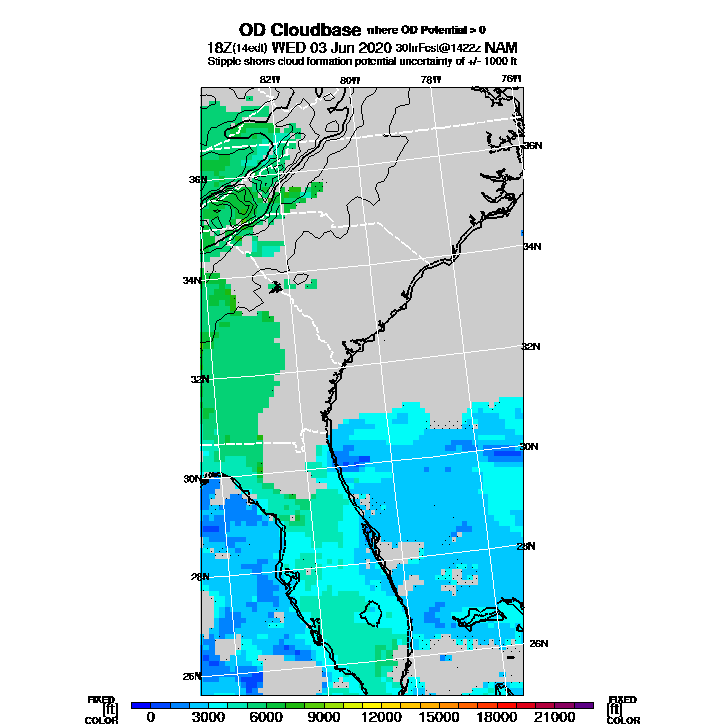 OD Cloudbase where OD Potential > 0
18Z(14edt) WED 03 Jun 2020 30hrFcst@1422z NAM
Stipple shows cloud formation potential uncertainty of +/- 1000 ft
82W 80W 78W 76W
36N
36N
34N
34N
32N
32N
30N
30N
28N
28N
26N
26N
FIXED FIXED
[ft] [ft]
COLOR COLOR
0 3000 6000 9000 12000 15000 18000 21000